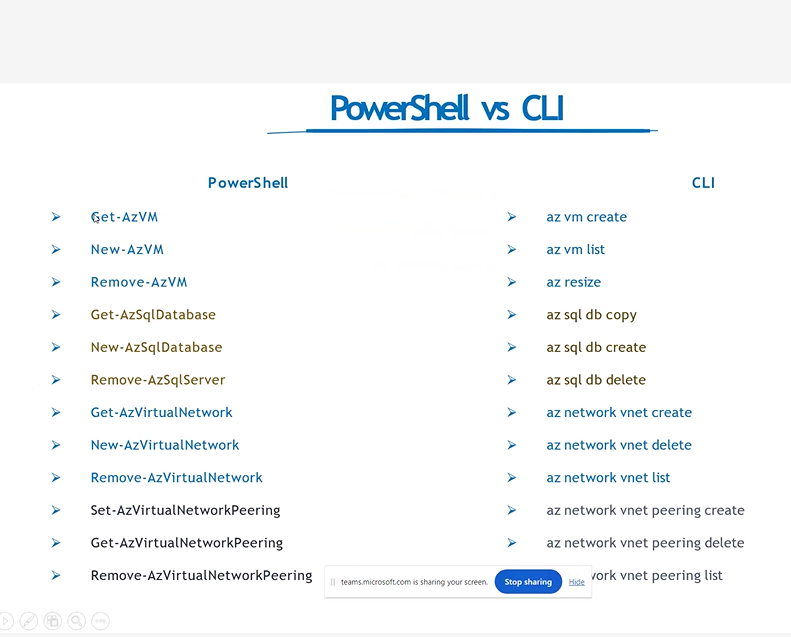 PowerShell vs CLI
PowerShell
Get-AzVM
New-AzVM
Remove-AzVM
Get-AzSqlDatabase
New-AzSqlDatabase
Remove-AzSqlServer
Get-AzVirtualNetwork
New-AzVirtualNetwork
Remove-AzVirtualNetwork
Set-AzVirtualNetworkPeering
Get-AzVirtualNetworkPeering
Remove-AzVirtualNetworkPeering
CLI
az vm create
az vm list
az resize
az sql db copy
az sql db create
az sql db delete
az network vnet create
az network vnet delete
az network vnet list
az network vnet peering create
az network vnet peering delete
vnet peering list
teams.microsoft.com is sharing your screen. Stop sharing Hide